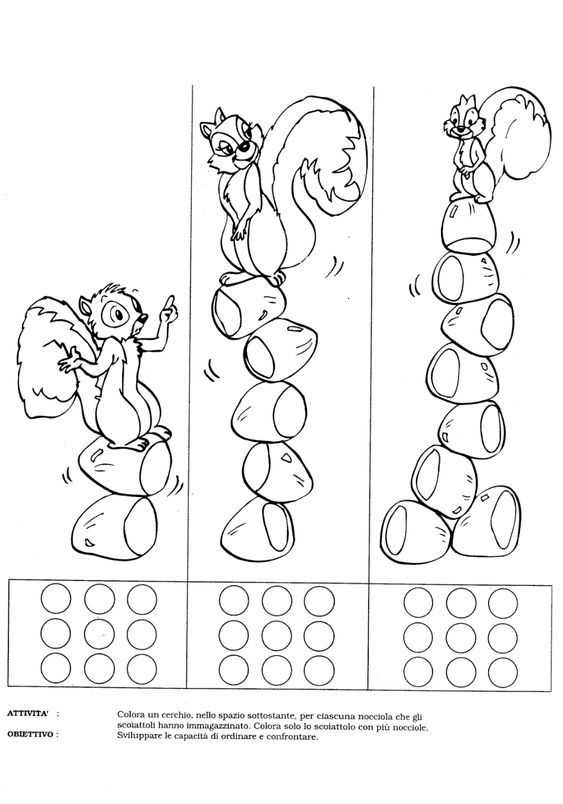 ATTIVITA' : Colora un cerchio, nello spazio sottostante, per ciascuna nocciola che gli
scoiattoli hanno immagazzinato. Colora solo lo scoiattolo con più nocciole.
OBIETTIVO : Sviluppare le capacità di ordinare e confrontare.